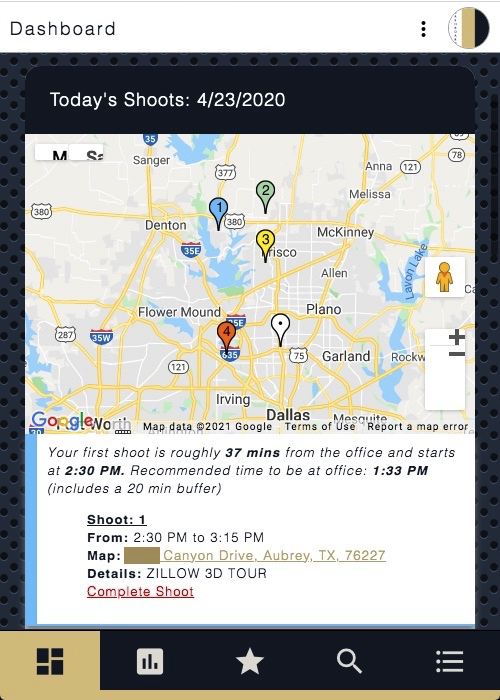 Dashboard
Today's Shoots: 4/23/2020
35
Sanger
377
Anna
121
78
Melissa
2
1
380
Denton
380
3
McKinney
35E
risco
Allen
Lavon Lake
Flower Mound
Plano
287
35W
4
35E
635
75
Garland
Rockw
121
Irving
Dallas
Mesquite
Google
Worth
Map data ©2021 Google
Terms of Use
Report a map error
Your first shoot is roughly 37 mins from the office and starts
at 2:30 PM. Recommended time to be at office: 1:33 PM
(includes a 20 min buffer)
Shoot: 1
From: 2:30 PM to 3:15 PM
Map: Canyon Drive, Aubrey, TX, 76227
Details: ZILLOW 3D TOUR
Complete Shoot